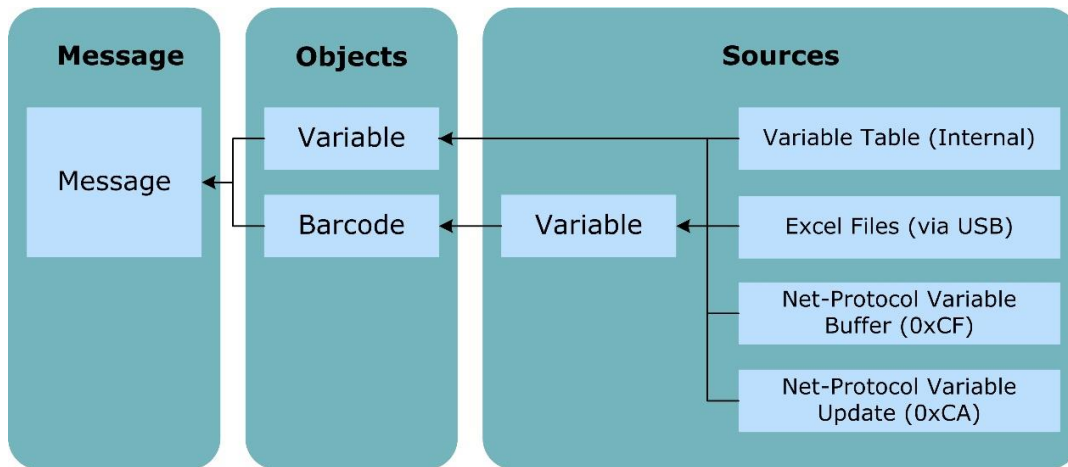 Message
Objects
Sources
Message
Variable
Barcode
Variable
Variable Table (Internal)
Excel Files (via USB)
Net-Protocol Variable
Buffer (0xCF)
Net-Protocol Variable
Update (0xCA)